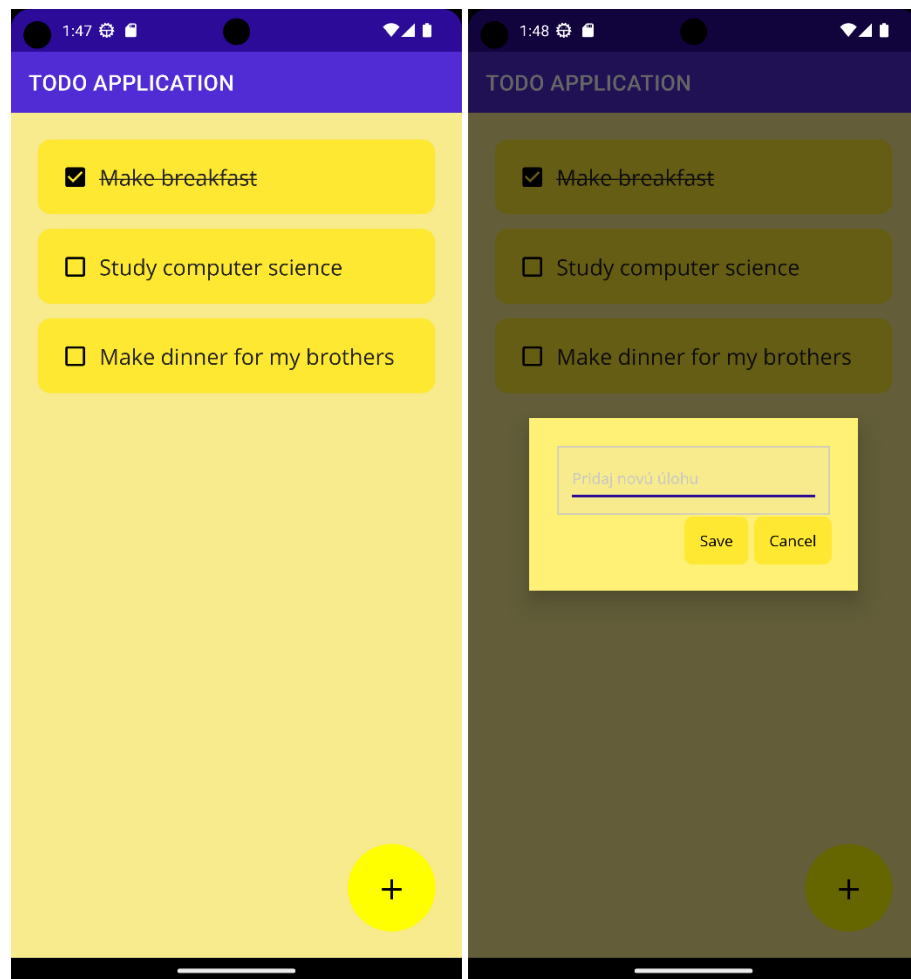 1:47
TODO APPLICATION
Make breakfast
Study computer science
Make dinner for my brothers
+
1:48
TODO APPLICATION
Make breakfast
Study computer science
Make dinner for my brothers
Pridaj novú úlohu
Save Cancel
+